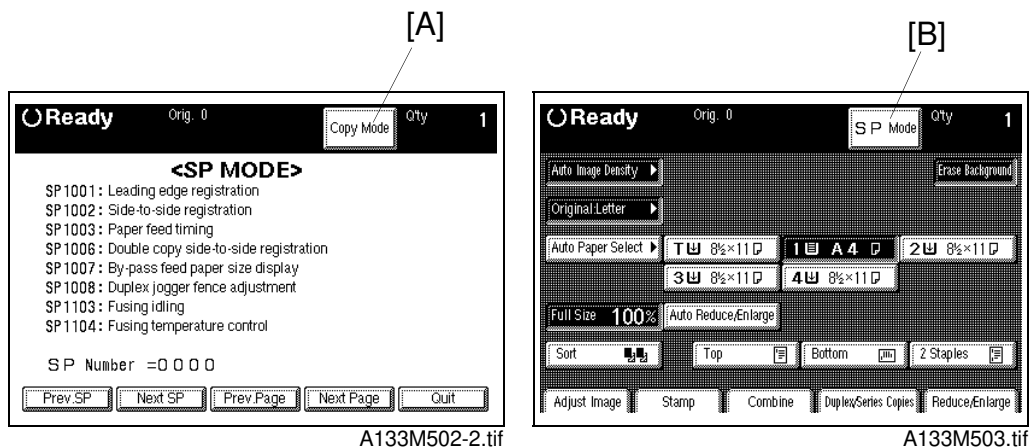 [A]
Ready Orig. 0 Copy Mode Q'ty 1
<SP MODE>
SP1001: Leading edge registration
SP1002: Side-to-side registration
SP1003: Paper feed timing
SP1006: Double copy side-to-side registration
SP1007: By-pass feed paper size display
SP1008: Duplex jogger fence adjustment
SP1103: Fusing idling
SP1104: Fusing temperature control
SP Number =0000
Prev.SP Next SP Prev.Page Next Page Quit
A133M502-2.tif
[B]
Ready Orig. 0 SP Mode Q'ty 1
Auto Image Density Erase Background
Original:Letter
Auto Paper Select T 8½×11 1 A4 2 8½×11
3 8½×11 4 8½×11
Full Size 100% Auto Reduce/Enlarge
Sort Top Bottom 2 Staples
Adjust Image Stamp Combine Duplex/Series Copies Reduce/Enlarge
A133M503.tif